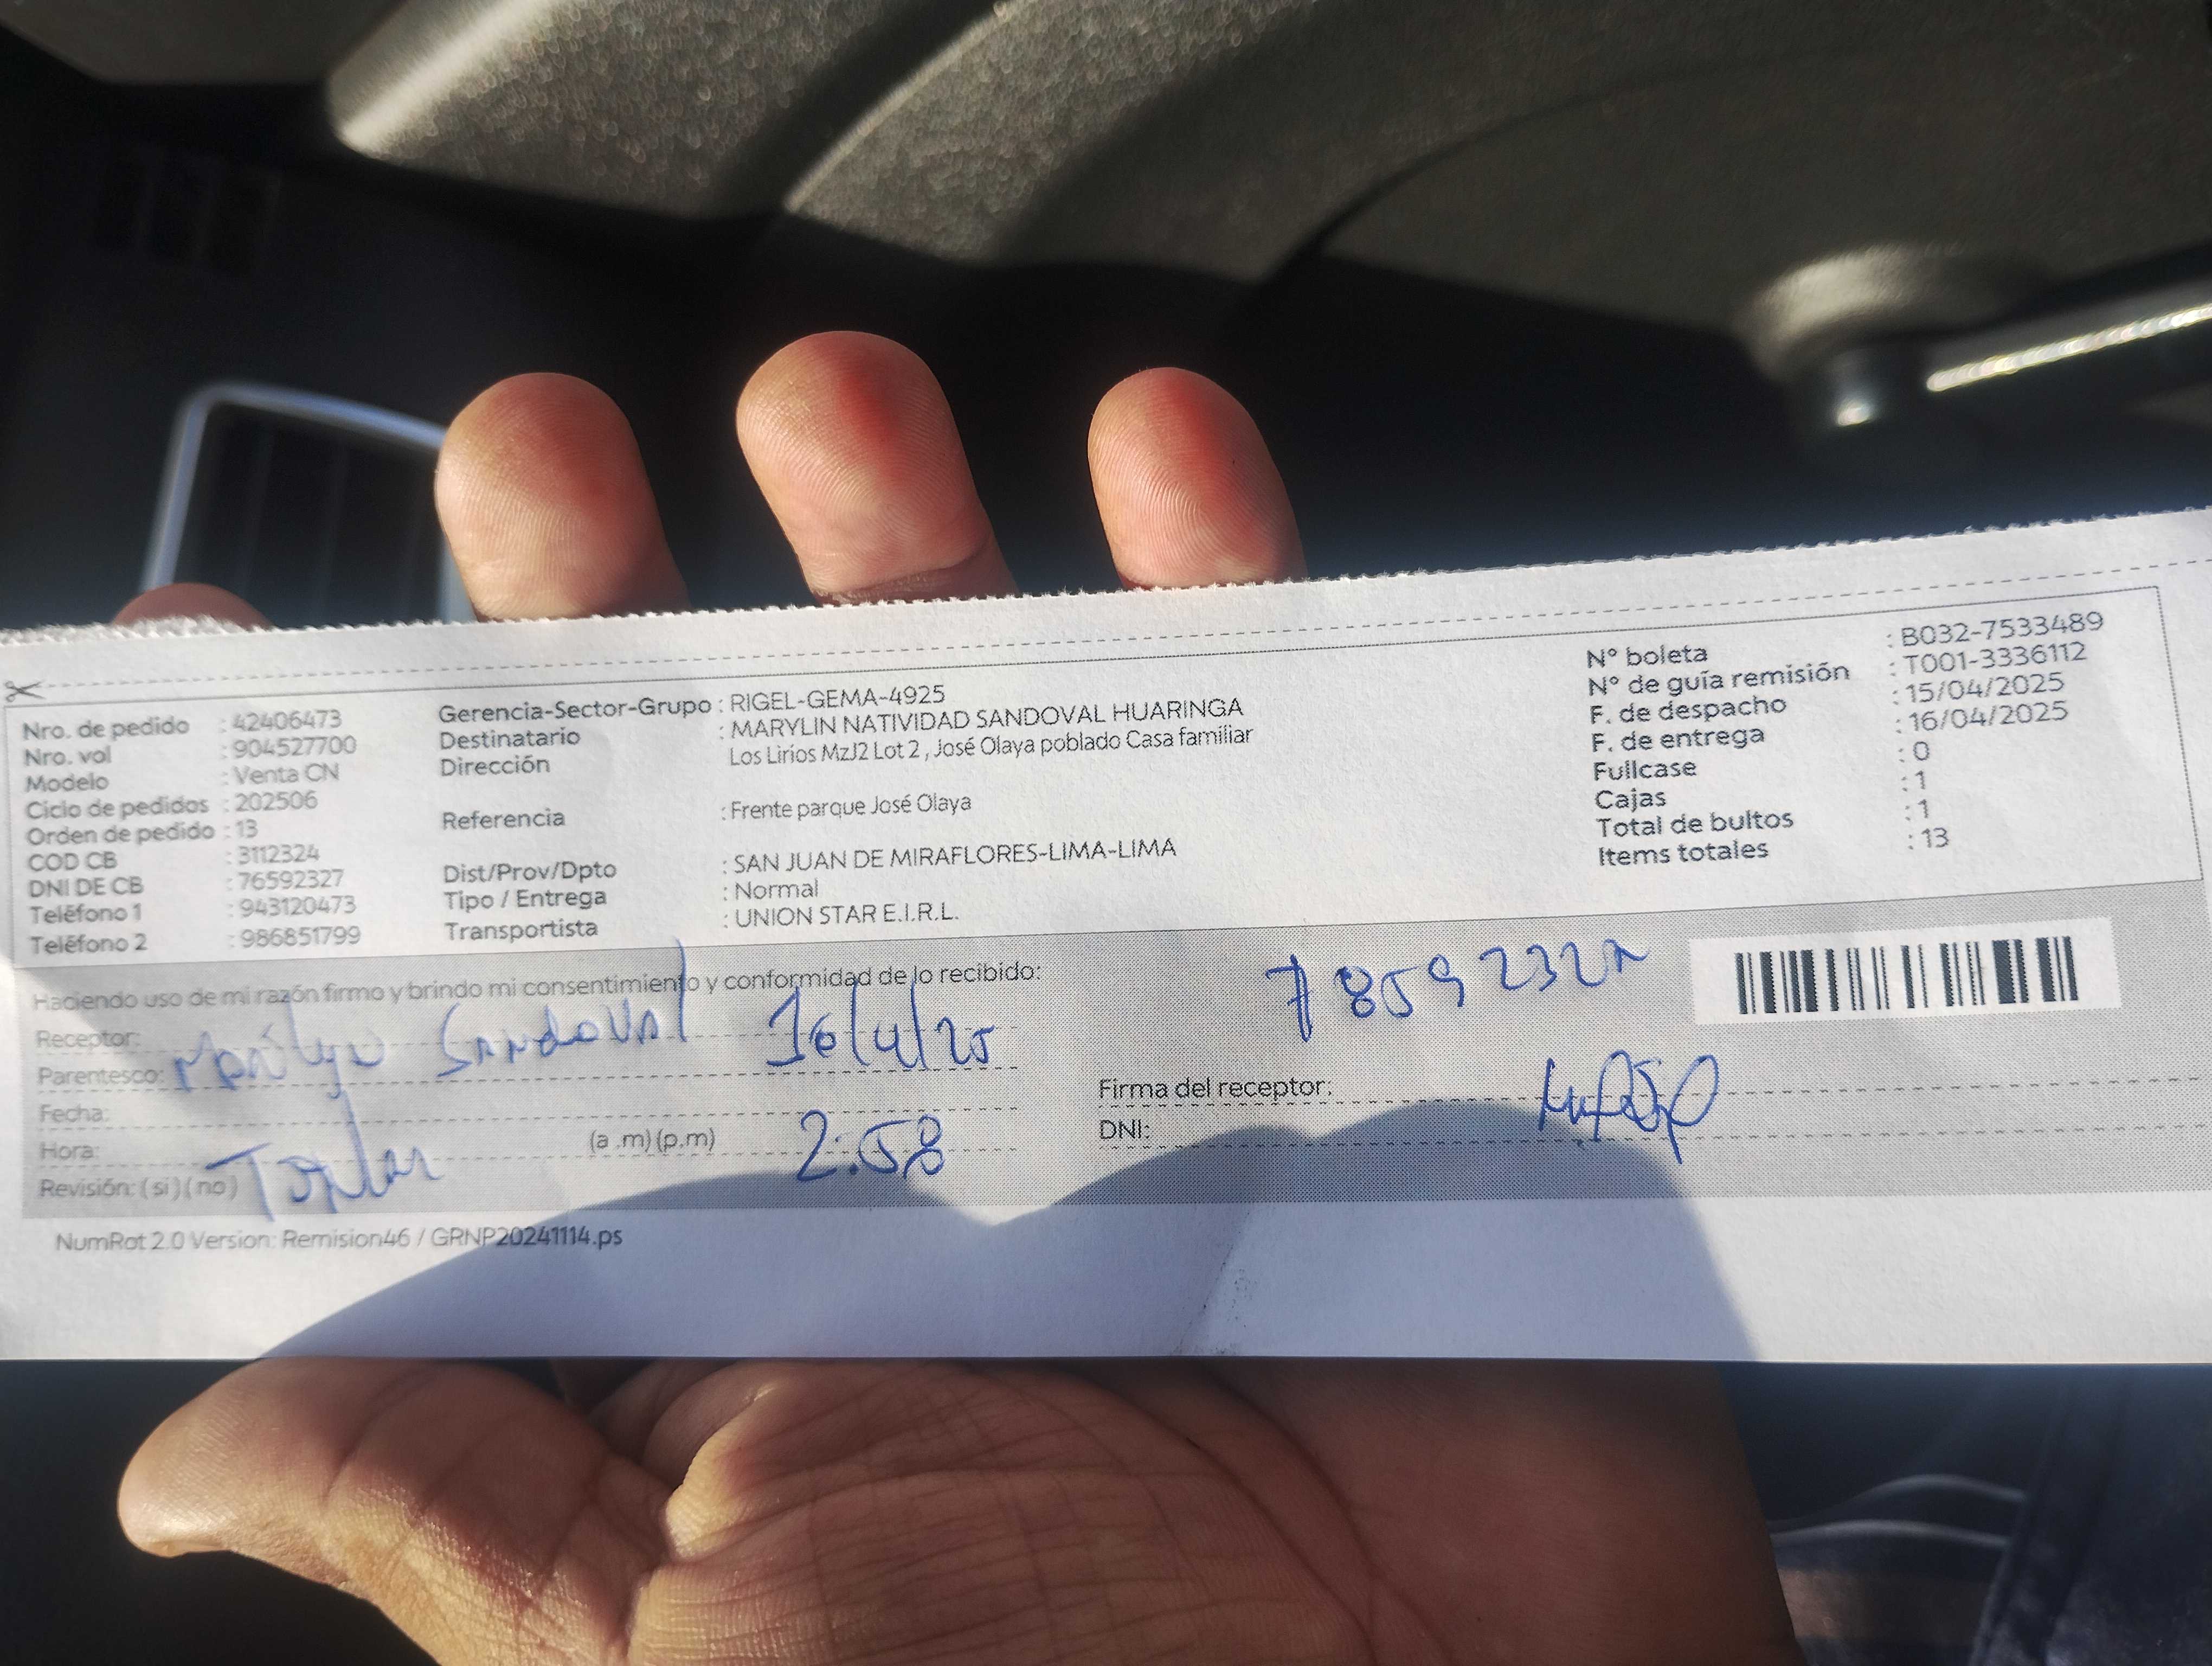 Nro. de pedido : 42406473
Nro. vol : 904527700
Modelo : Venta CN
Ciclo de pedidos : 202506
Orden de pedido : 13
COD CB : 3112324
DNI DE CB : 76592327
Teléfono 1 : 943120473
Teléfono 2 : 986851799
Gerencia-Sector-Grupo : RIGEL-GEMA-4925
Destinatario : MARYLIN NATIVIDAD SANDOVAL HUARINGA
Dirección Los Lirios MzJ2 Lot 2 , José Olaya poblado Casa familiar
Referencia : Frente parque José Olaya
Dist/Prov/Dpto : SAN JUAN DE MIRAFLORES-LIMA-LIMA
Tipo / Entrega : Normal
Transportista : UNION STAR E.I.R.L.
N° boleta : B032-7533489
N° de guía remisión : T001-3336112
F. de despacho : 15/04/2025
F. de entrega : 16/04/2025
Fullcase : 0
Cajas : 1
Total de bultos : 1
Items totales : 13
Haciendo uso de mi razón firmo y brindo mi consentimiento y conformidad de lo recibido:
Receptor:
Parentesco: Sandoval 16/4/25
Fecha:
Hora: (a .m) (p.m) 2:58
Revisión: ( si ) ( no )
Firma del receptor:
DNI:
NumRot 2.0 Version: Remision46 / GRNP20241114.ps